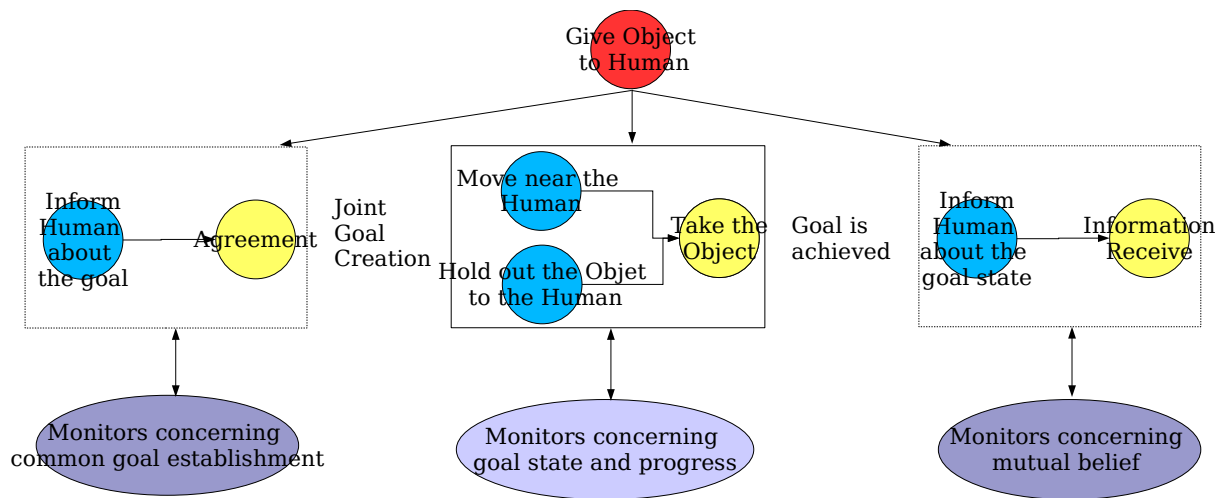 Give Object
to Human
Inform
Human
about
the goal
Agreement
Joint
Goal
Creation
Move near the
Human
Hold out the Objet
to the Human
Take the
Object
Goal is
achieved
Inform
Human
about the
goal state
Information
Receive
Monitors concerning
common goal establishment
Monitors concerning
goal state and progress
Monitors concerning
mutual belief